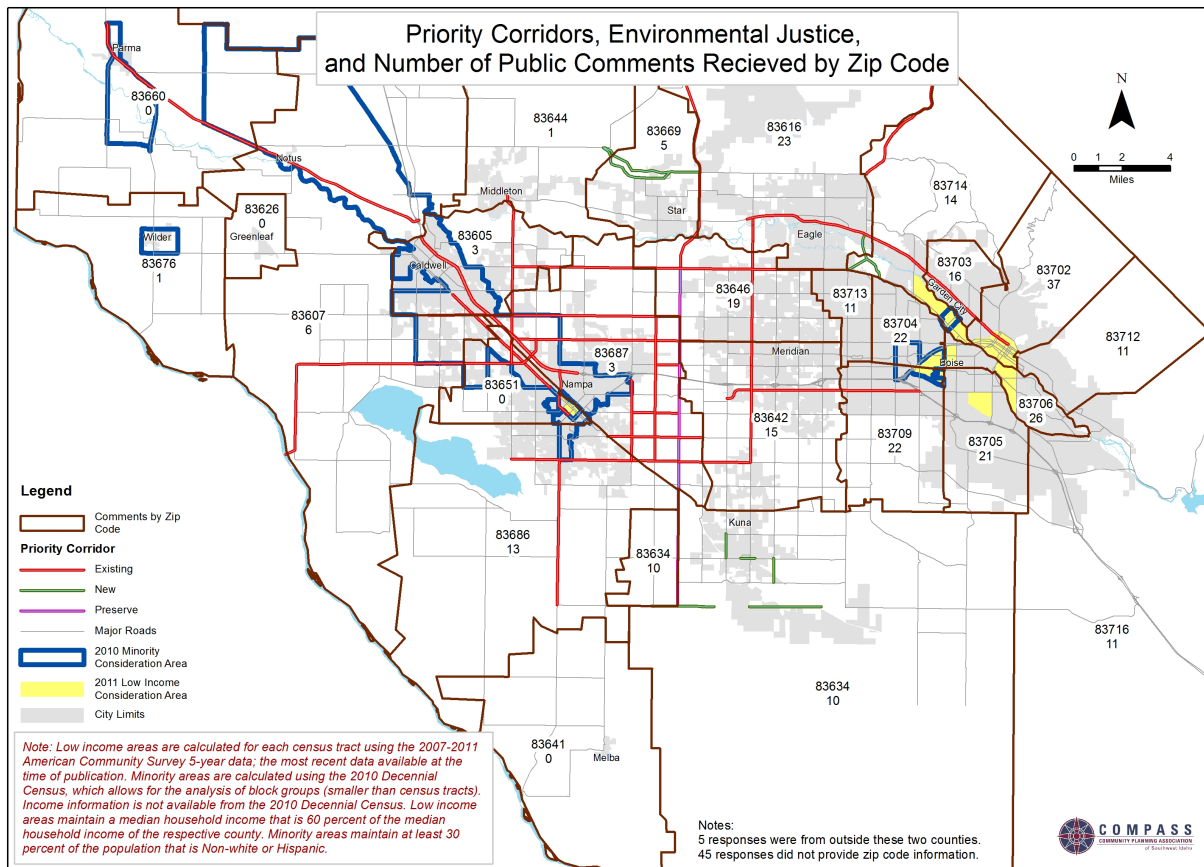 Priority Corridors, Environmental Justice,
and Number of Public Comments Recieved by Zip Code
N
0 1 2 4
Miles
Parma
83660
0
Notus
83644
1
83669
5
83616
23
Middleton
Star
Eagle
83714
14
83626
0
Greenleaf
Wilder
83676
1
83605
3
Caldwell
83607
6
83646
19
83713
11
83703
16
Garden City
83702
37
83704
22
83712
11
Meridian
Boise
83687
3
Nampa
83651
0
83642
15
83706
26
83709
22
83705
21
Kuna
83686
13
83634
10
83716
11
83634
10
83641
0
Melba
Legend
Comments by Zip
Code
Priority Corridor
Existing
New
Preserve
Major Roads
2010 Minority
Consideration Area
2011 Low Income
Consideration Area
City Limits
Note: Low income areas are calculated for each census tract using the 2007-2011
American Community Survey 5-year data; the most recent data available at the
time of publication. Minority areas are calculated using the 2010 Decennial
Census, which allows for the analysis of block groups (smaller than census tracts).
Income information is not available from the 2010 Decennial Census. Low income
areas maintain a median household income that is 60 percent of the median
household income of the respective county. Minority areas maintain at least 30
percent of the population that is Non-white or Hispanic.
Notes:
5 responses were from outside these two counties.
45 responses did not provide zip code information.
COMPASS
COMMUNITY PLANNING ASSOCIATION
of Southwest Idaho